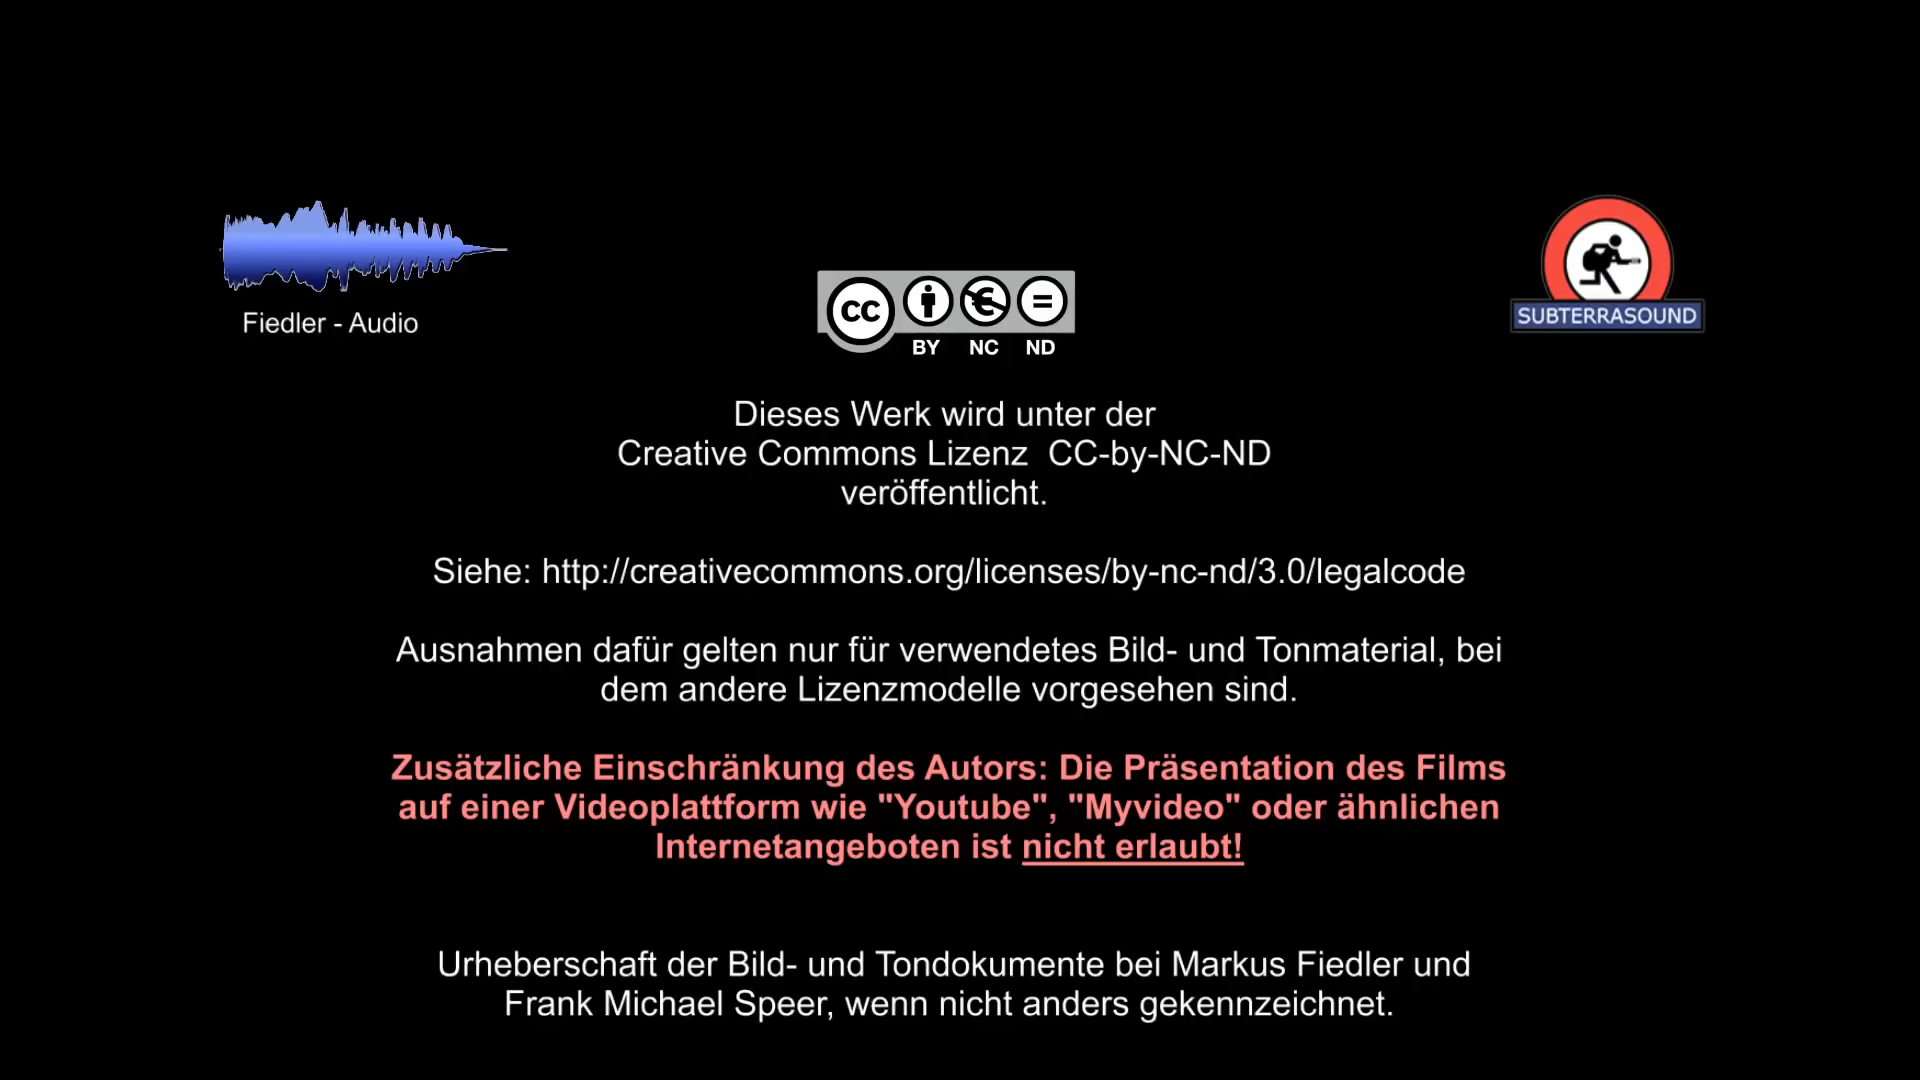 Fiedler - Audio
SUBTERRASOUND
cc
BY NC ND
Dieses Werk wird unter der
Creative Commons Lizenz  CC-by-NC-ND
veröffentlicht.
Siehe: http://creativecommons.org/licenses/by-nc-nd/3.0/legalcode
Ausnahmen dafür gelten nur für verwendetes Bild- und Tonmaterial, bei
dem andere Lizenzmodelle vorgesehen sind.
Zusätzliche Einschränkung des Autors: Die Präsentation des Films
auf einer Videoplattform wie "Youtube", "Myvideo" oder ähnlichen
Internetangeboten ist nicht erlaubt!
Urheberschaft der Bild- und Tondokumente bei Markus Fiedler und
Frank Michael Speer, wenn nicht anders gekennzeichnet.